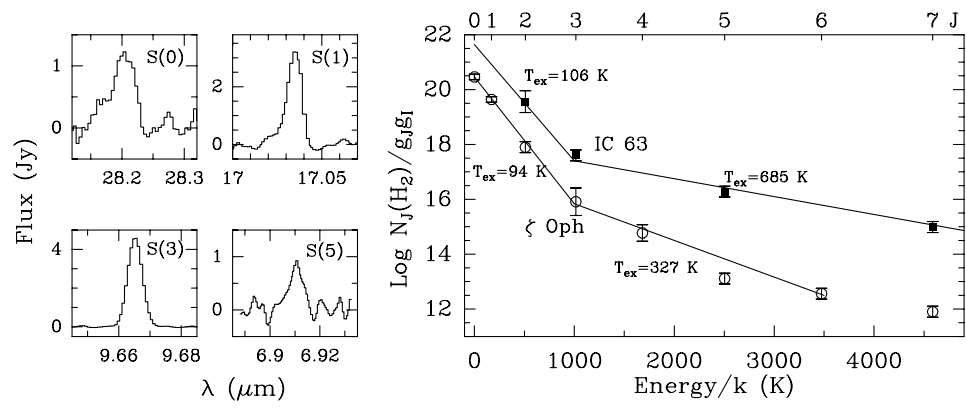 S(0)
1
0
28.2
28.3
S(1)
2
0
17
17.05
S(3)
4
2
0
9.66
9.68
S(5)
1
0
6.9
6.92
Flux (Jy)
λ (μm)
0 1 2 3 4 5 6 7 J
22
20
18
16
14
12
Log N_J(H₂)/g_Jg_I
T_ex=106 K
IC 63
T_ex=94 K
T_ex=685 K
ζ Oph
T_ex=327 K
0 1000 2000 3000 4000
Energy/k (K)